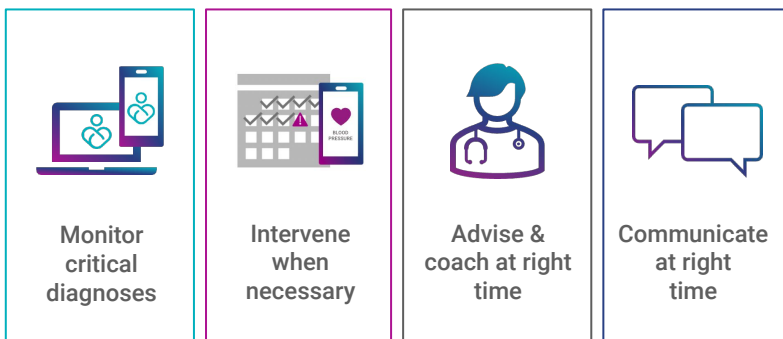 BLOOD
PRESSURE
Monitor
critical
diagnoses
Intervene
when
necessary
Advise &
coach at right
time
Communicate
at right
time